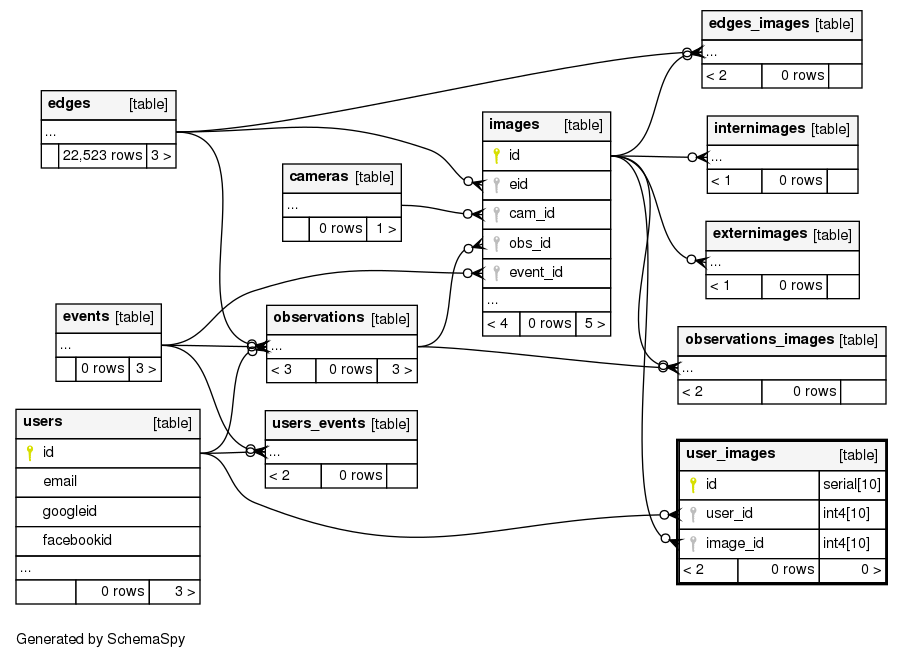 edges_images [table]
...
< 2 0 rows
edges [table]
...
22,523 rows 3 >
images [table]
id
eid
cam_id
obs_id
event_id
...
< 4 0 rows 5 >
internimages [table]
...
< 1 0 rows
cameras [table]
...
0 rows 1 >
externimages [table]
...
< 1 0 rows
events [table]
...
0 rows 3 >
observations [table]
...
< 3 0 rows 3 >
observations_images [table]
...
< 2 0 rows
users [table]
id
email
googleid
facebookid
...
0 rows 3 >
users_events [table]
...
< 2 0 rows
user_images [table]
id serial[10]
user_id int4[10]
image_id int4[10]
< 2 0 rows 0 >
Generated by SchemaSpy